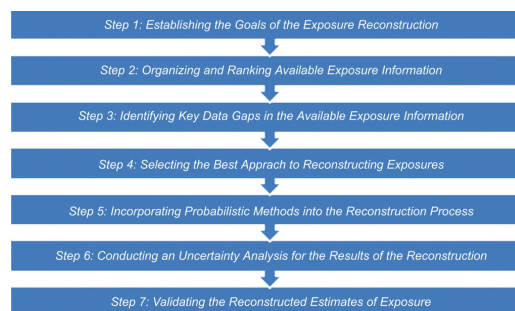 Step 1: Establishing the Goals of the Exposure Reconstruction
Step 2: Organizing and Ranking Available Exposure Information
Step 3: Identifying Key Data Gaps in the Available Exposure Information
Step 4: Selecting the Best Apprach to Reconstructing Exposures
Step 5: Incorporating Probabilistic Methods into the Reconstruction Process
Step 6: Conducting an Uncertainty Analysis for the Results of the Reconstruction
Step 7: Validating the Reconstructed Estimates of Exposure